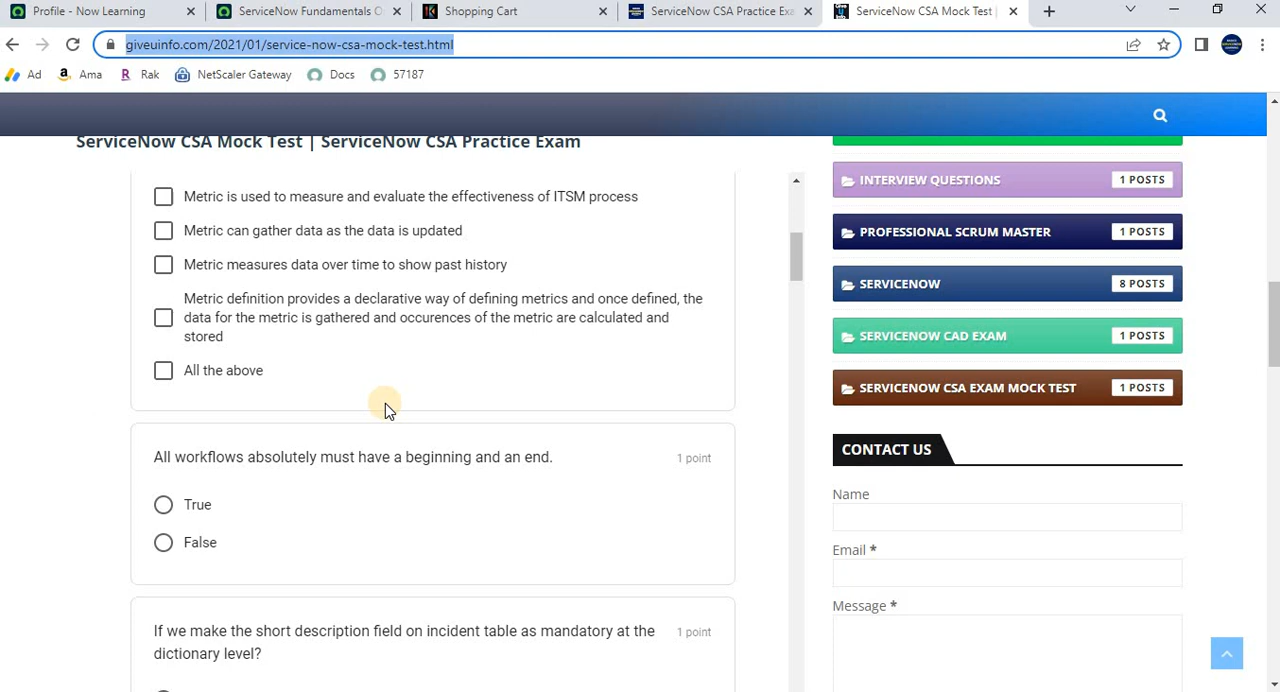 Profile - Now Learning
ServiceNow Fundamentals O
Shopping Cart
ServiceNow CSA Practice Exa
ServiceNow CSA Mock Test |
giveuinfo.com/2021/01/service-now-csa-mock-test.html
Ad
Ama
Rak
NetScaler Gateway
Docs
57187
ServiceNow CSA Mock Test | ServiceNow CSA Practice Exam
Metric is used to measure and evaluate the effectiveness of ITSM process
Metric can gather data as the data is updated
Metric measures data over time to show past history
Metric definition provides a declarative way of defining metrics and once defined, the
data for the metric is gathered and occurences of the metric are calculated and
stored
All the above
All workflows absolutely must have a beginning and an end.
1 point
True
False
If we make the short description field on incident table as mandatory at the
dictionary level?
1 point
INTERVIEW QUESTIONS
1 POSTS
PROFESSIONAL SCRUM MASTER
1 POSTS
SERVICENOW
8 POSTS
SERVICENOW CAD EXAM
1 POSTS
SERVICENOW CSA EXAM MOCK TEST
1 POSTS
CONTACT US
Name
Email *
Message *